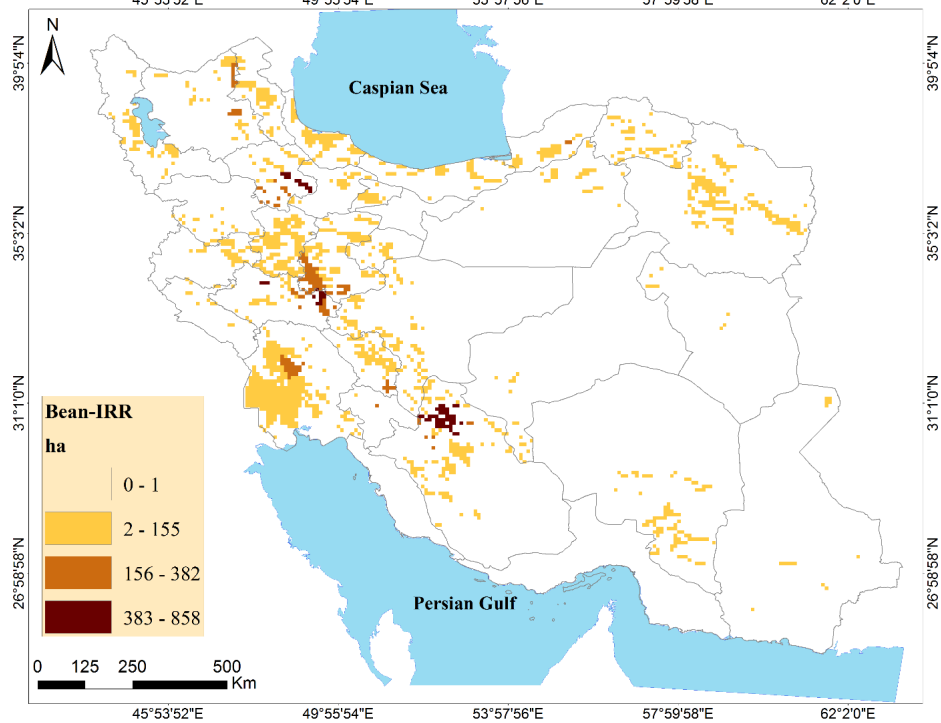 45°53'52"E 49°55'54"E 53°57'56"E 57°59'58"E 62°2'0"E
N
39°5'4"N
39°5'4"N
Caspian Sea
35°3'2"N
35°3'2"N
31°1'0"N
31°1'0"N
Bean-IRR
ha
0 - 1
2 - 155
156 - 382
383 - 858
26°58'58"N
26°58'58"N
Persian Gulf
0 125 250 500
Km
45°53'52"E 49°55'54"E 53°57'56"E 57°59'58"E 62°2'0"E